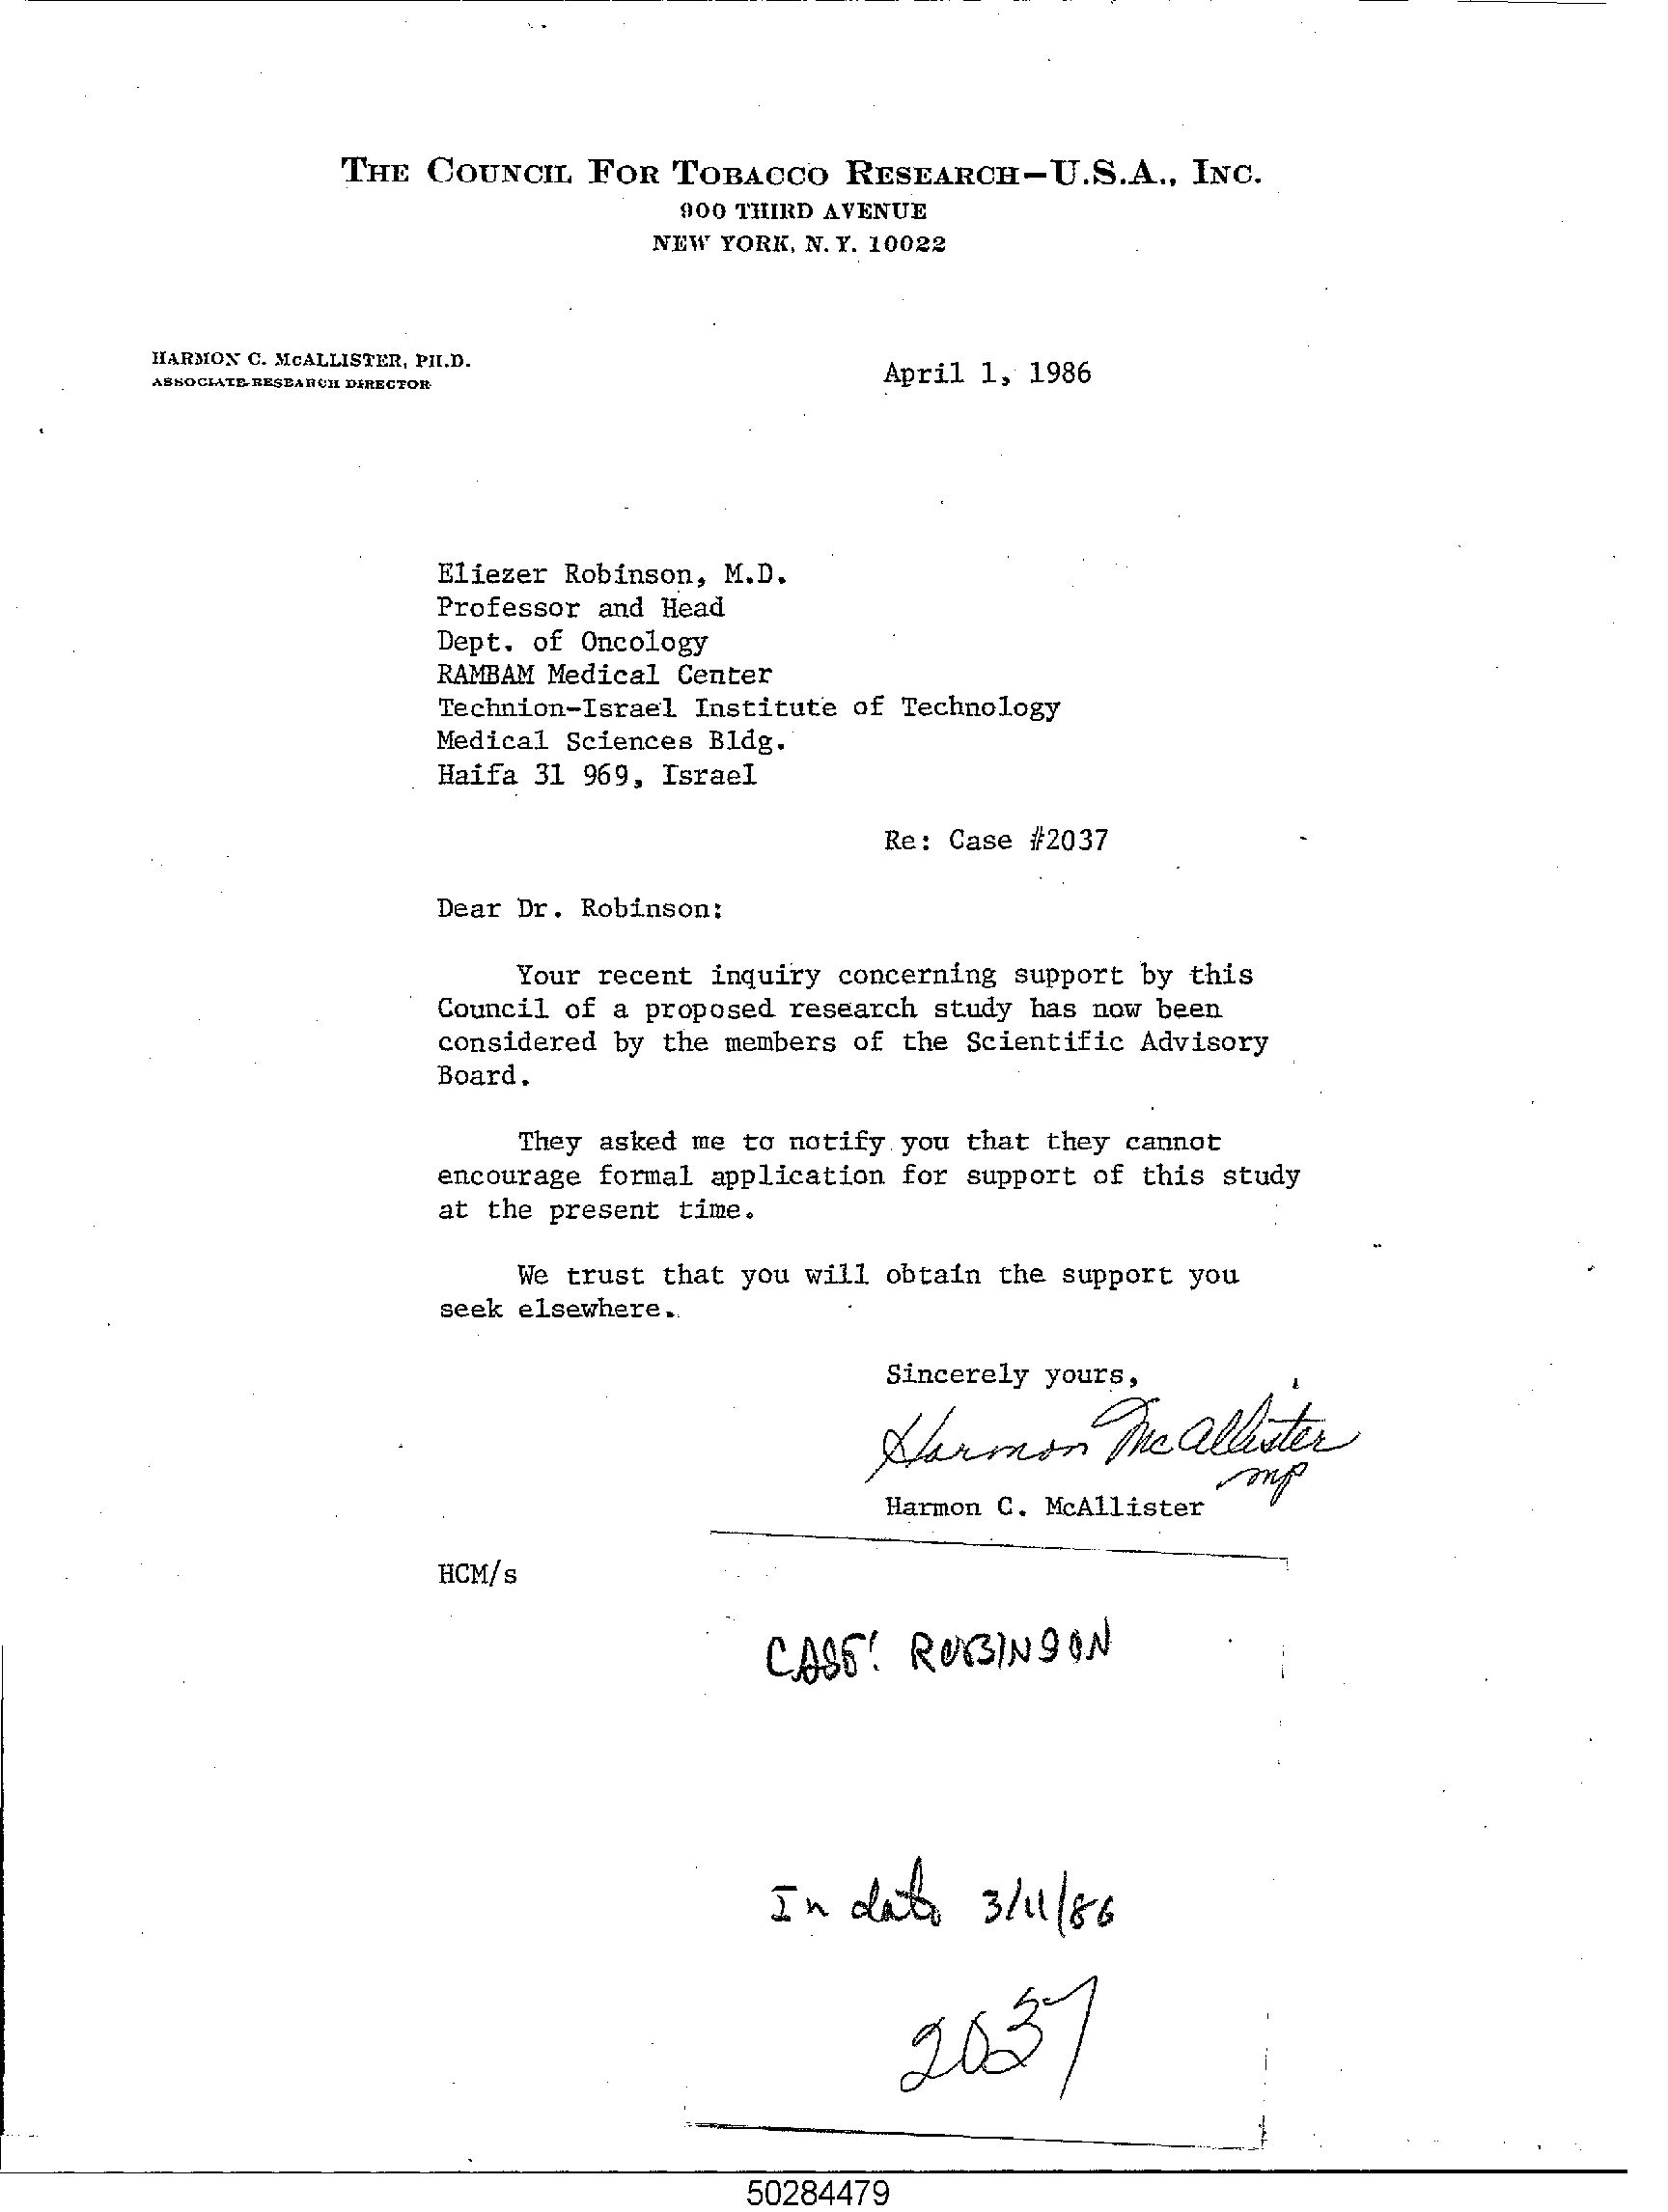 THE COUNCIL FOR TOBACCO RESEARCH-U.S.A., INC.
900 THIRD AVENUE
NEW YORK, N.Y. 10022
HARMON C. McALLISTER, PH.D.
ASSOCIATE RESEARCH DIRECTOR
April 1, 1986
Eliezer Robinson, M.D.
Professor and Head
Dept. of Oncology
RAMBAM Medical Center
Technion-Israel Institute of Technology
Medical Sciences Bldg.
Haifa 31 969, Israel
Re: Case #2037
Dear Dr. Robinson:
Your recent inquiry concerning support by this
Council of a proposed research study has now been
considered by the members of the Scientific Advisory
Board.
They asked me to notify you that they cannot
encourage formal application for support of this study
at the present time.
We trust that you will obtain the support you
seek elsewhere.
Sincerely yours,
Harmon McAllister
mp
Harmon C. McAllister
HCM/s
CASE: ROBINSON
In date 3/11/86
2037
50284479